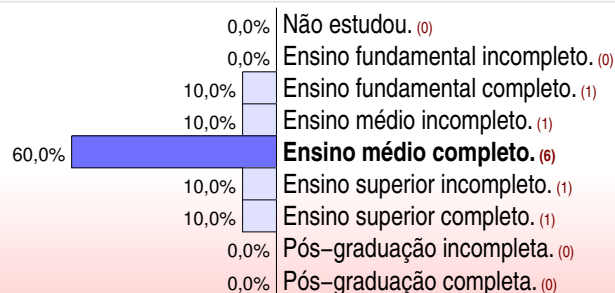 0,0% Não estudou. (0)
0,0% Ensino fundamental incompleto. (0)
10,0% Ensino fundamental completo. (1)
10,0% Ensino médio incompleto. (1)
60,0% Ensino médio completo. (6)
10,0% Ensino superior incompleto. (1)
10,0% Ensino superior completo. (1)
0,0% Pós−graduação incompleta. (0)
0,0% Pós−graduação completa. (0)